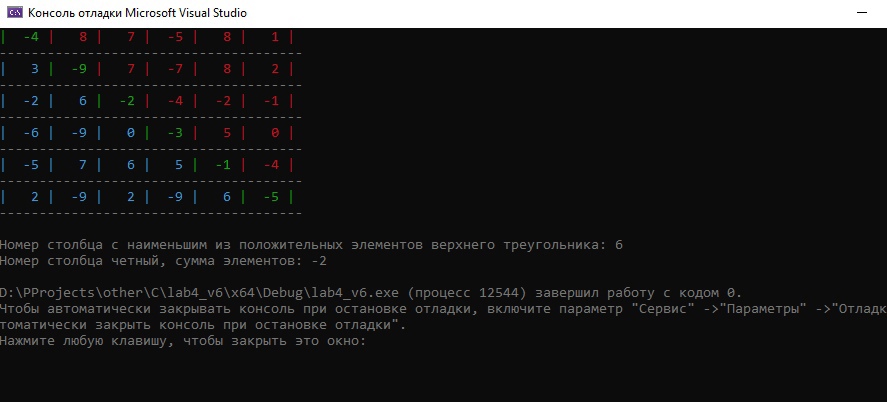 Консоль отладки Microsoft Visual Studio
| -4 | 8 | 7 | -5 | 8 | 1 |
--------------------------------------
| 3 | -9 | 7 | -7 | 8 | 2 |
--------------------------------------
| -2 | 6 | -2 | -4 | -2 | -1 |
--------------------------------------
| -6 | -9 | 0 | -3 | 5 | 0 |
--------------------------------------
| -5 | 7 | 6 | 5 | -1 | -4 |
--------------------------------------
| 2 | -9 | 2 | -9 | 6 | -5 |
--------------------------------------
Номер столбца с наименьшим из положительных элементов верхнего треугольника: 6
Номер столбца четный, сумма элементов: -2
D:\PProjects\other\C\lab4_v6\x64\Debug\lab4_v6.exe (процесс 12544) завершил работу с кодом 0.
Чтобы автоматически закрывать консоль при остановке отладки, включите параметр "Сервис" ->"Параметры" ->"Отладк
томатически закрыть консоль при остановке отладки".
Нажмите любую клавишу, чтобы закрыть это окно: